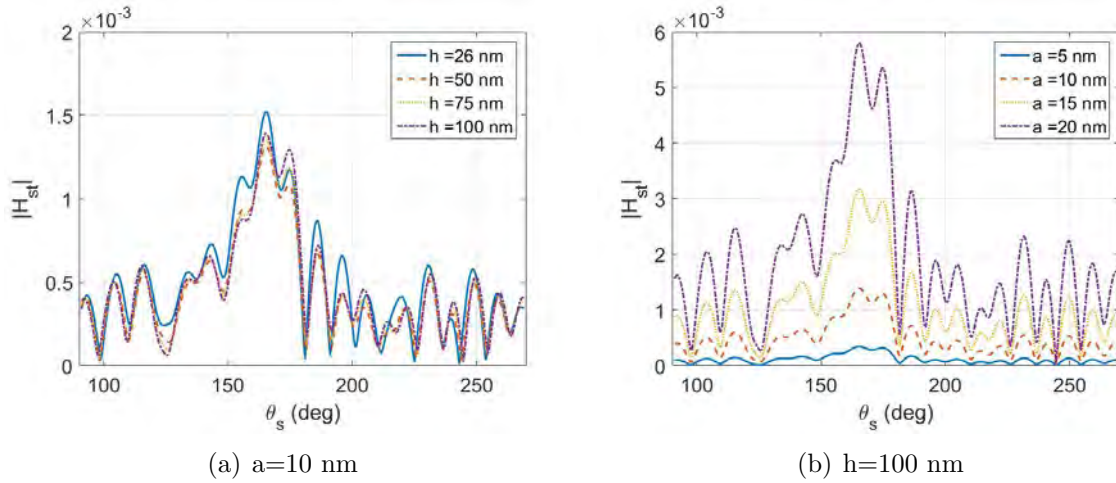 ×10⁻³
2
1.5
1
0.5
0
|H_st|
100 150 200 250
θ_s (deg)
h =26 nm
h =50 nm
h =75 nm
h =100 nm
(a) a=10 nm
×10⁻³
6
5
4
3
2
1
0
|H_st|
100 150 200 250
θ_s (deg)
a =5 nm
a =10 nm
a =15 nm
a =20 nm
(b) h=100 nm